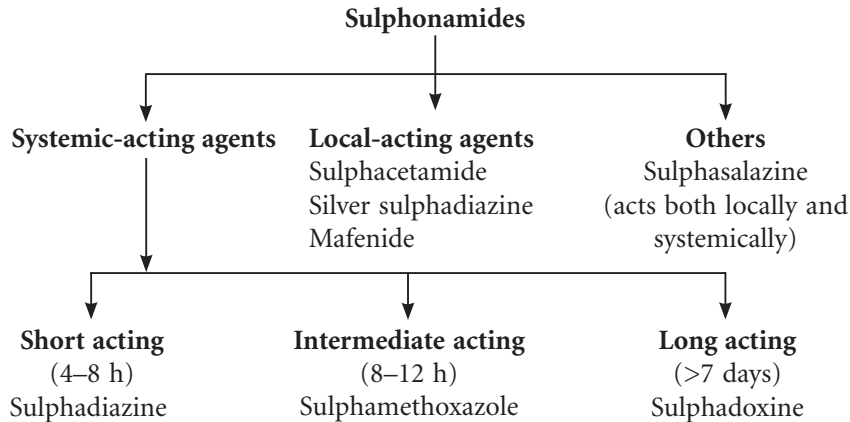 Sulphonamides
Systemic-acting agents
Local-acting agents
Sulphacetamide
Silver sulphadiazine
Mafenide
Others
Sulphasalazine
(acts both locally and
systemically)
Short acting
(4–8 h)
Sulphadiazine
Intermediate acting
(8–12 h)
Sulphamethoxazole
Long acting
(>7 days)
Sulphadoxine